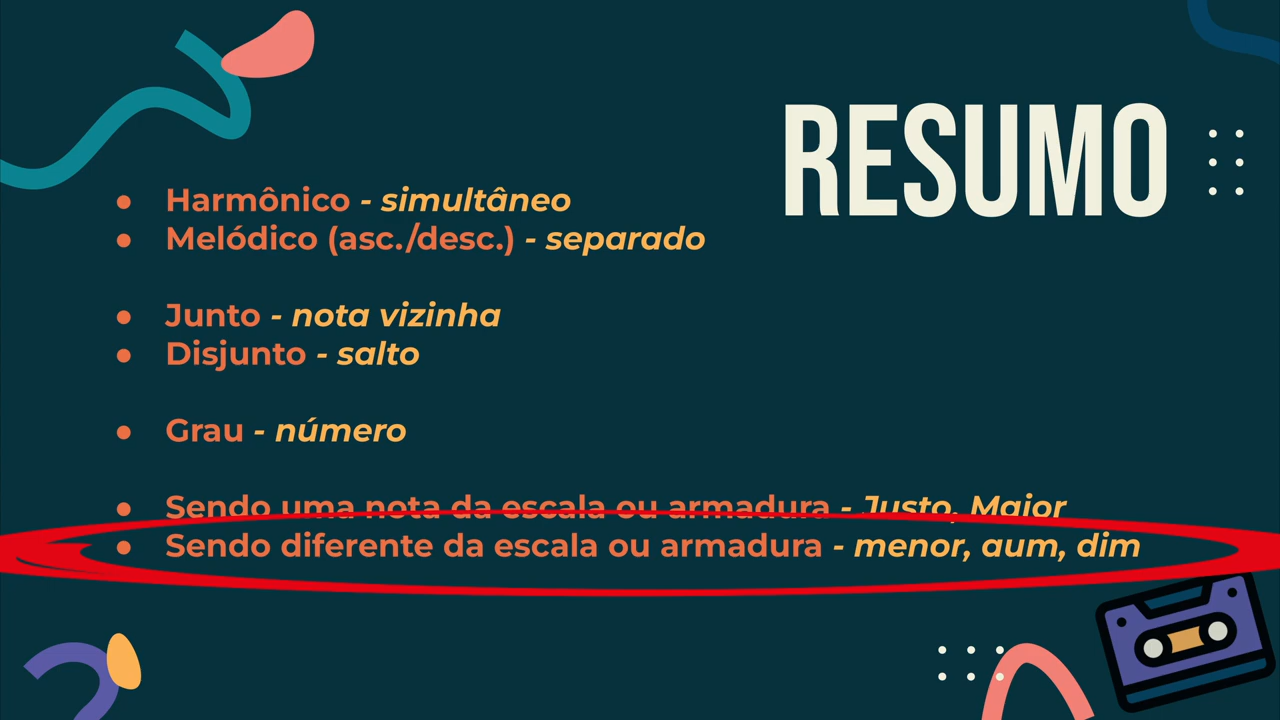 RESUMO
● Harmônico - simultâneo
● Melódico (asc./desc.) - separado
● Junto - nota vizinha
● Disjunto - salto
● Grau - número
● Sendo uma nota da escala ou armadura - Justo, Maior
● Sendo diferente da escala ou armadura - menor, aum, dim